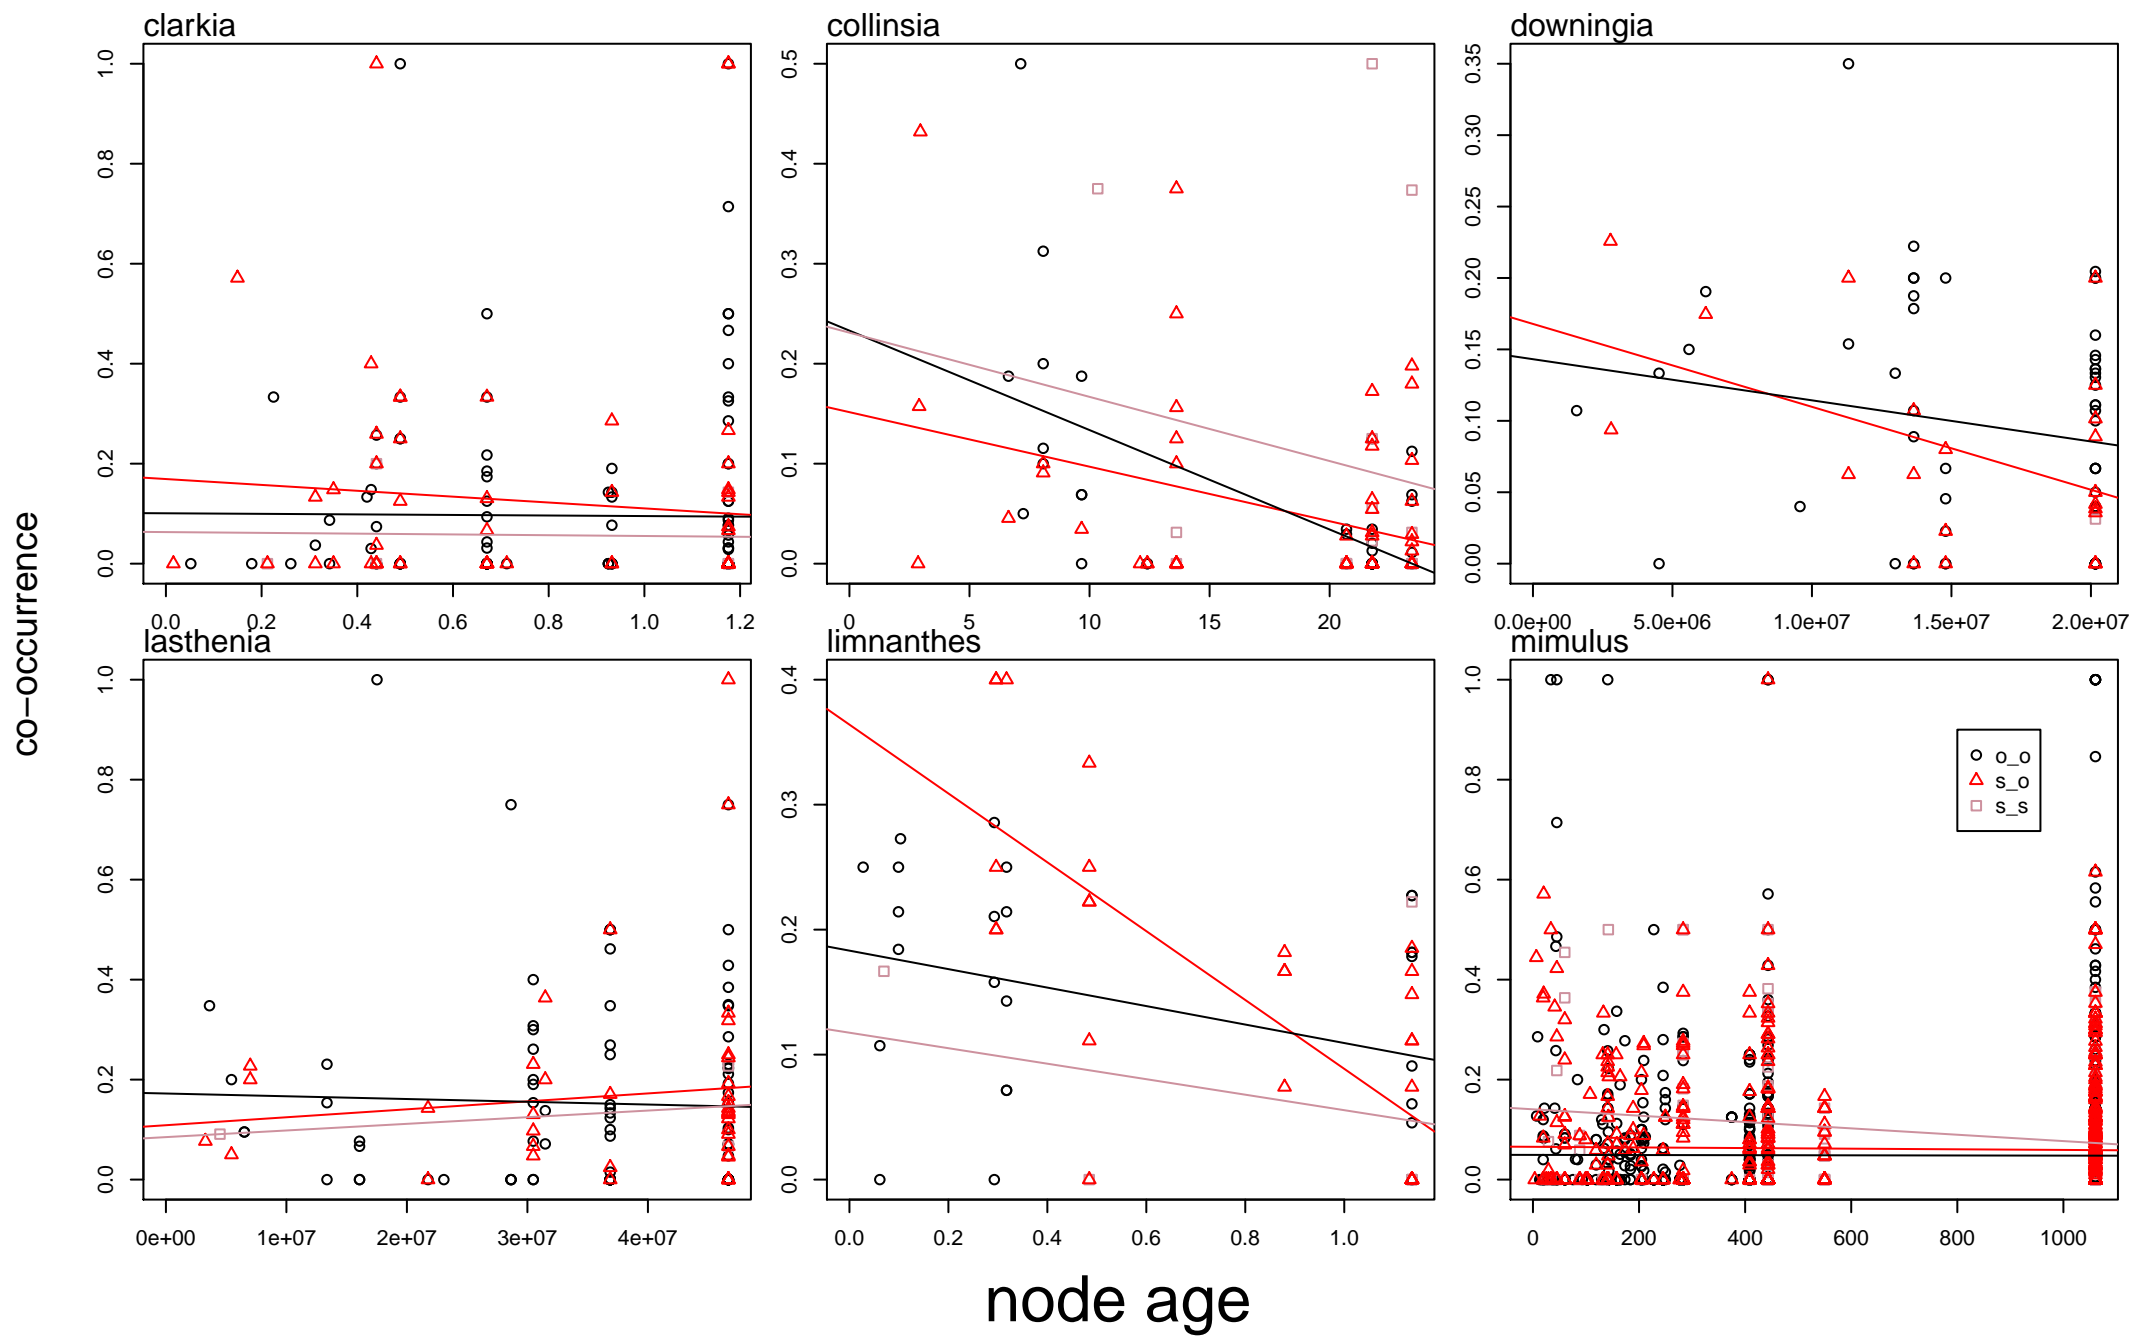 clarkia
collinsia
downingia
1.0
0.8
0.6
0.4
0.2
0.0
0.0 0.2 0.4 0.6 0.8 1.0 1.2
0.5
0.4
0.3
0.2
0.1
0.0
0 5 10 15 20
0.35
0.30
0.25
0.20
0.15
0.10
0.05
0.00
0.0e+00 5.0e+06 1.0e+07 1.5e+07 2.0e+07
co−occurrence
lasthenia
limnanthes
mimulus
1.0
0.8
0.6
0.4
0.2
0.0
0e+00 1e+07 2e+07 3e+07 4e+07
0.4
0.3
0.2
0.1
0.0
0.0 0.2 0.4 0.6 0.8 1.0
1.0
0.8
0.6
0.4
0.2
0.0
0 200 400 600 800 1000
o_o
s_o
s_s
node age